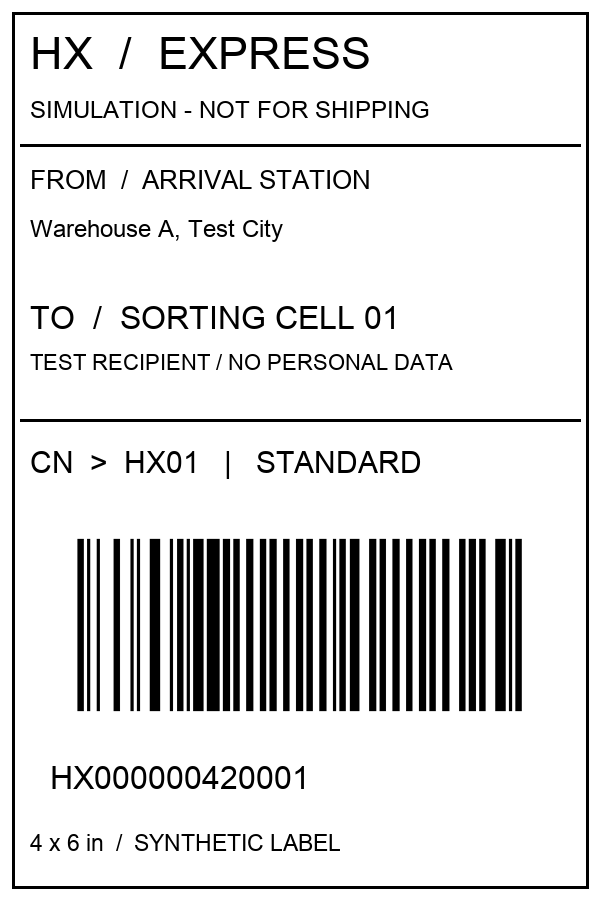 HX / EXPRESS
SIMULATION - NOT FOR SHIPPING
FROM / ARRIVAL STATION
Warehouse A, Test City
TO / SORTING CELL 01
TEST RECIPIENT / NO PERSONAL DATA
CN > HX01 | STANDARD
HX000000420001
4 x 6 in / SYNTHETIC LABEL